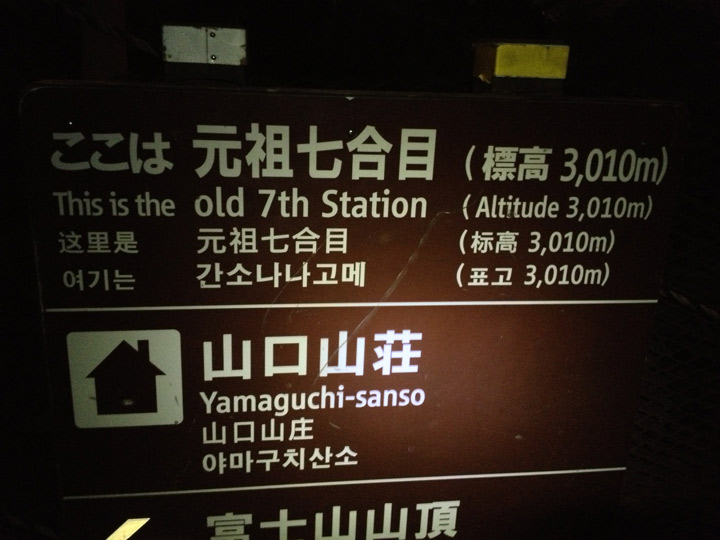 ここは 元祖七合目 (標高 3,010m)
This is the old 7th Station (Altitude 3,010m)
这里是 元祖七合目 (标高 3,010m)
여기는 간소나나고메 (표고 3,010m)
山口山荘
Yamaguchi-sanso
山口山庄
야마구치산소
富士山山頂